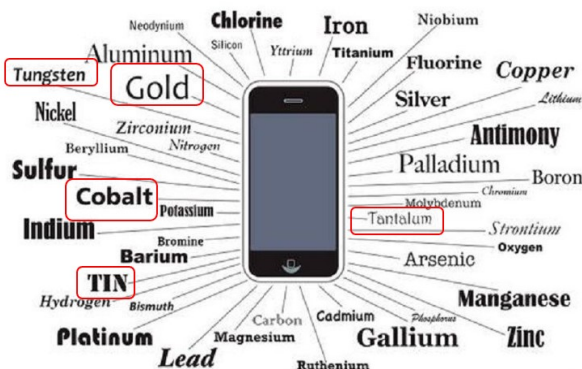 Neodynium
Chlorine
Iron
Niobium
Silicon
Yttrium
Titanium
Aluminum
Fluorine
Copper
Tungsten
Gold
Silver
Lithium
Nickel
Zirconium
Antimony
Nitrogen
Beryllium
Palladium
Boron
Sulfur
Chromium
Cobalt
Potassium
Molybdenum
Tantalum
Indium
Strontium
Bromine
Oxygen
Barium
Arsenic
TIN
Hydrogen
Bismuth
Manganese
Platinum
Carbon
Cadmium
Phosphorus
Magnesium
Gallium
Zinc
Lead
Ruthenium